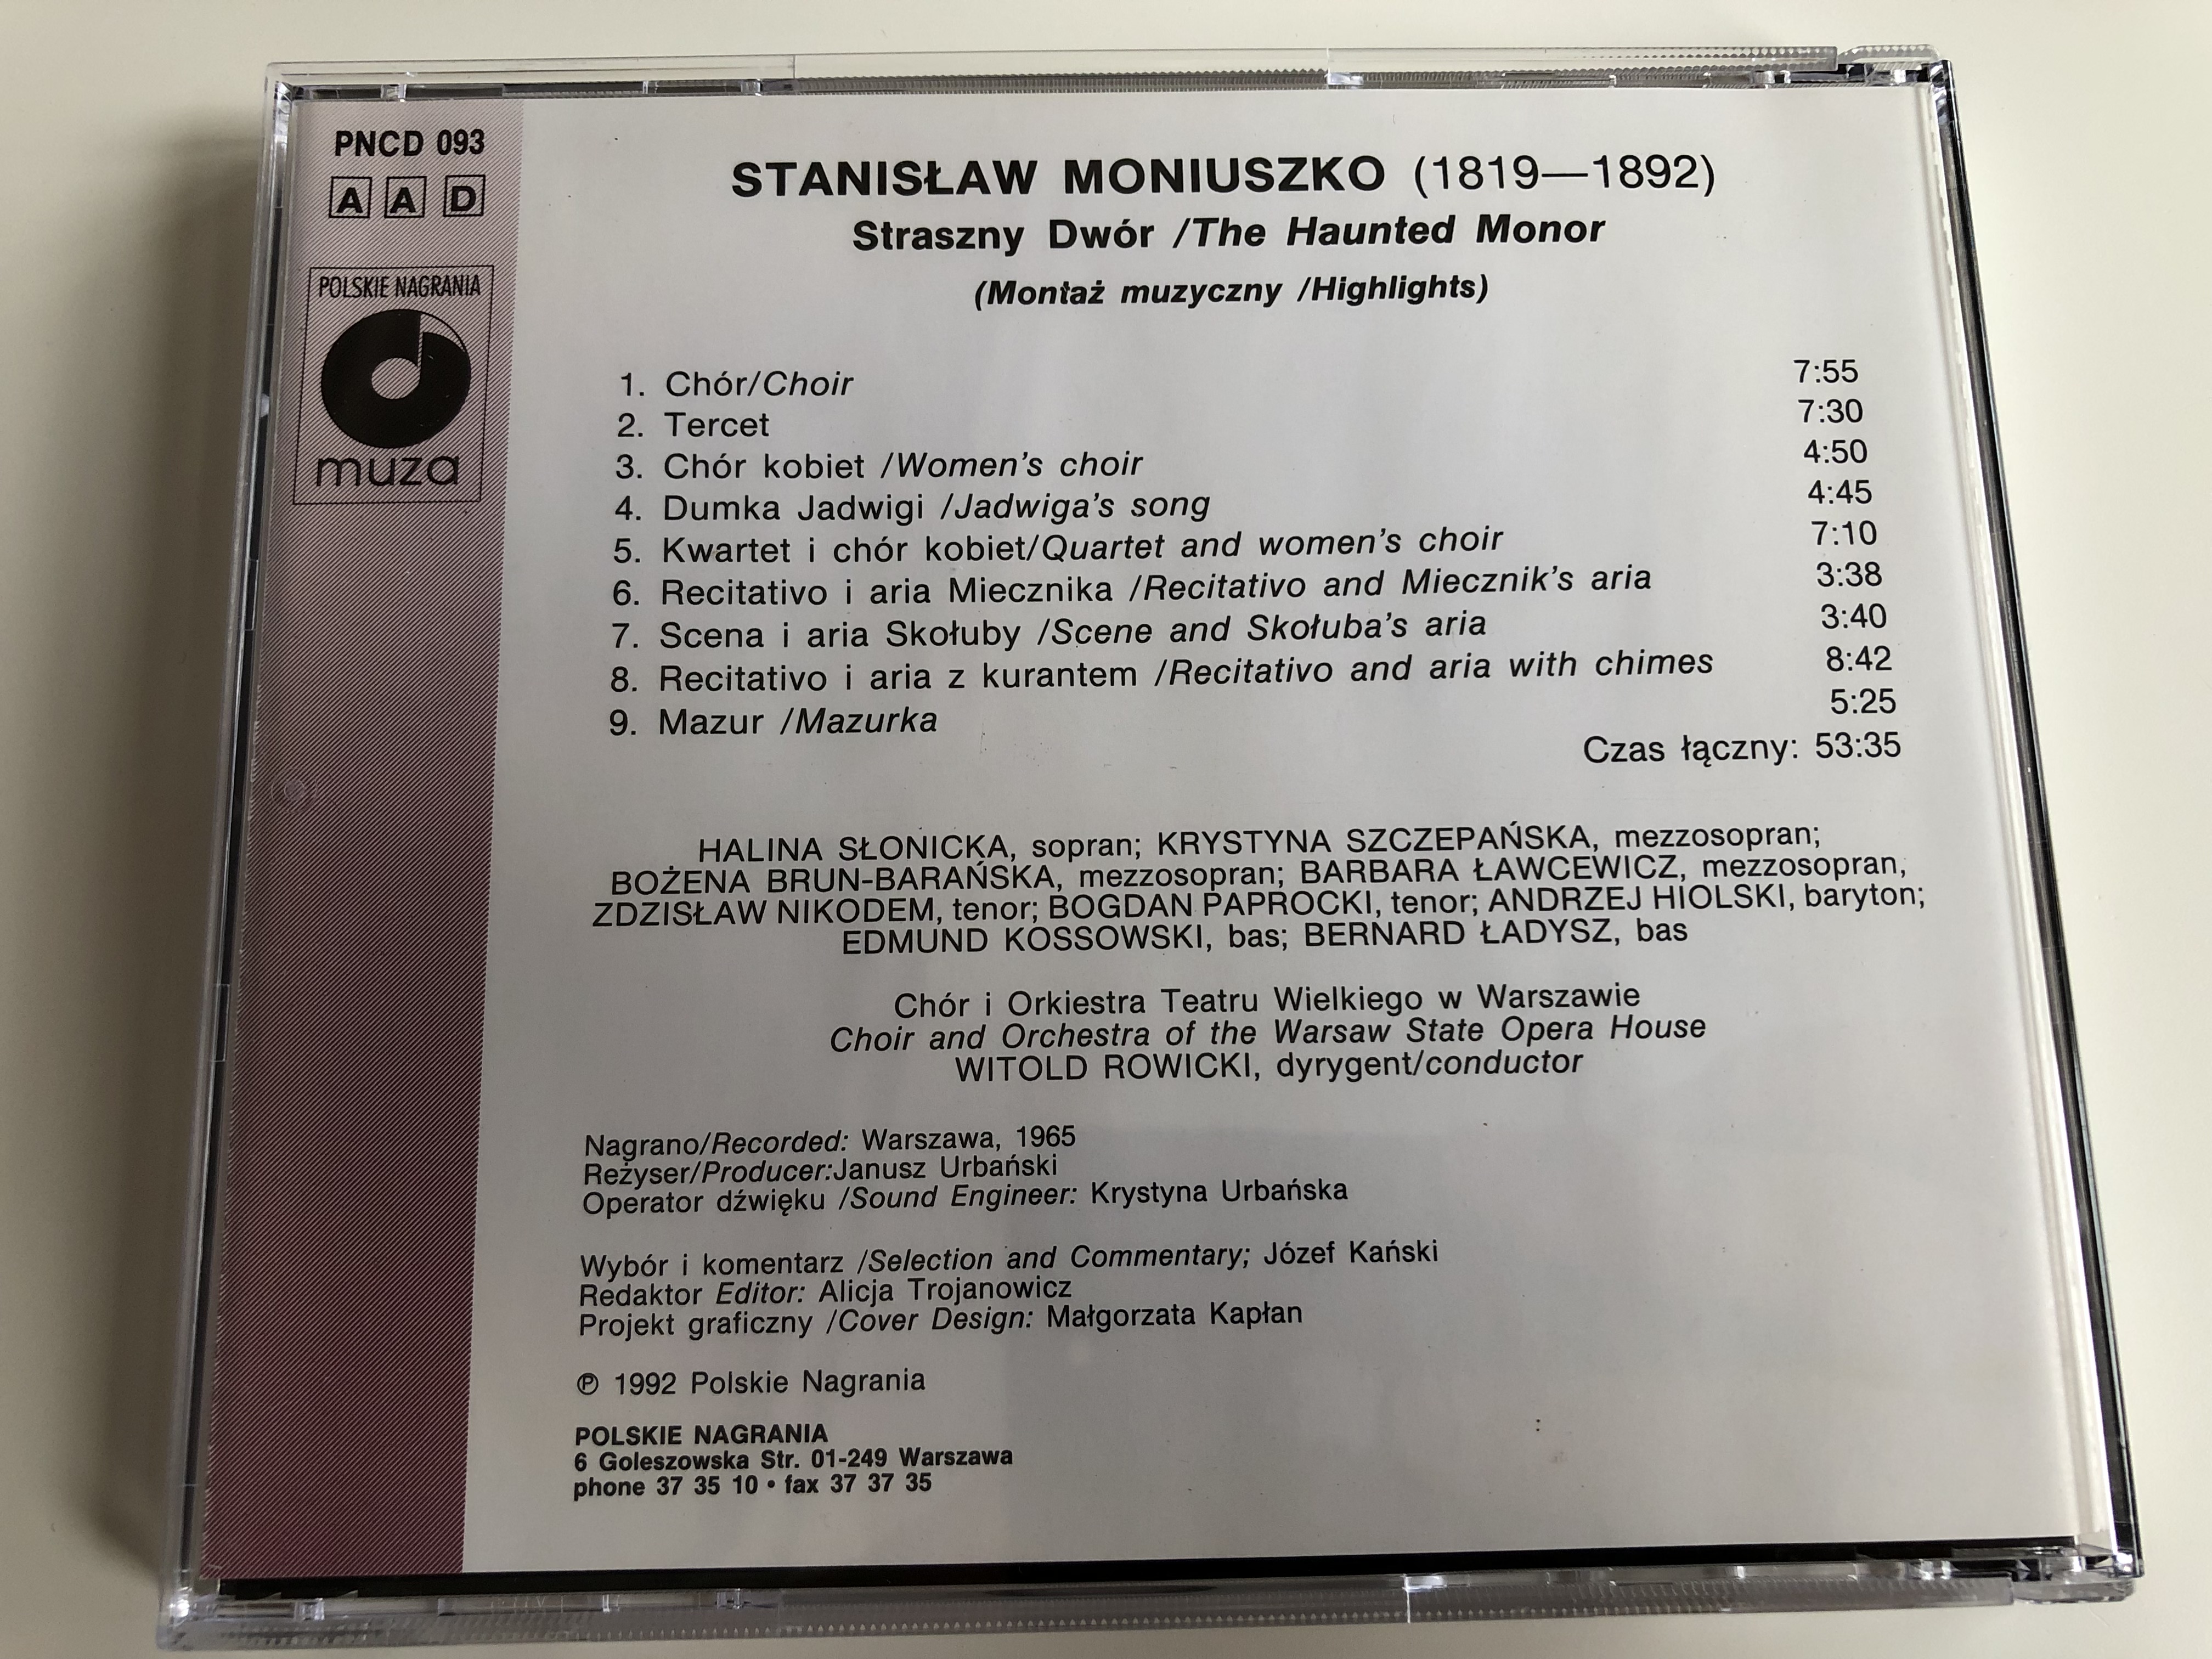 PNCD 093
A A D
POLSKIE NAGRANIA
muza
STANISŁAW MONIUSZKO (1819—1892)
Straszny Dwór /The Haunted Monor
(Montaż muzyczny /Highlights)
1. Chór/Choir 7:55
2. Tercet 7:30
3. Chór kobiet /Women's choir 4:50
4. Dumka Jadwigi /Jadwiga's song 4:45
5. Kwartet i chór kobiet/Quartet and women's choir 7:10
6. Recitativo i aria Miecznika /Recitativo and Miecznik's aria 3:38
7. Scena i aria Skołuby /Scene and Skołuba's aria 3:40
8. Recitativo i aria z kurantem /Recitativo and aria with chimes 8:42
9. Mazur /Mazurka 5:25
Czas łączny: 53:35
HALINA SŁONICKA, sopran; KRYSTYNA SZCZEPAŃSKA, mezzosopran;
BOŻENA BRUN-BARAŃSKA, mezzosopran; BARBARA ŁAWCEWICZ, mezzosopran,
ZDZISŁAW NIKODEM, tenor; BOGDAN PAPROCKI, tenor; ANDRZEJ HIOLSKI, baryton;
EDMUND KOSSOWSKI, bas; BERNARD ŁADYSZ, bas
Chór i Orkiestra Teatru Wielkiego w Warszawie
Choir and Orchestra of the Warsaw State Opera House
WITOLD ROWICKI, dyrygent/conductor
Nagrano/Recorded: Warszawa, 1965
Reżyser/Producer:Janusz Urbański
Operator dźwięku /Sound Engineer: Krystyna Urbańska
Wybór i komentarz /Selection and Commentary; Józef Kański
Redaktor Editor: Alicja Trojanowicz
Projekt graficzny /Cover Design: Małgorzata Kapłan
℗ 1992 Polskie Nagrania
POLSKIE NAGRANIA
6 Goleszowska Str. 01-249 Warszawa
phone 37 35 10 • fax 37 37 35